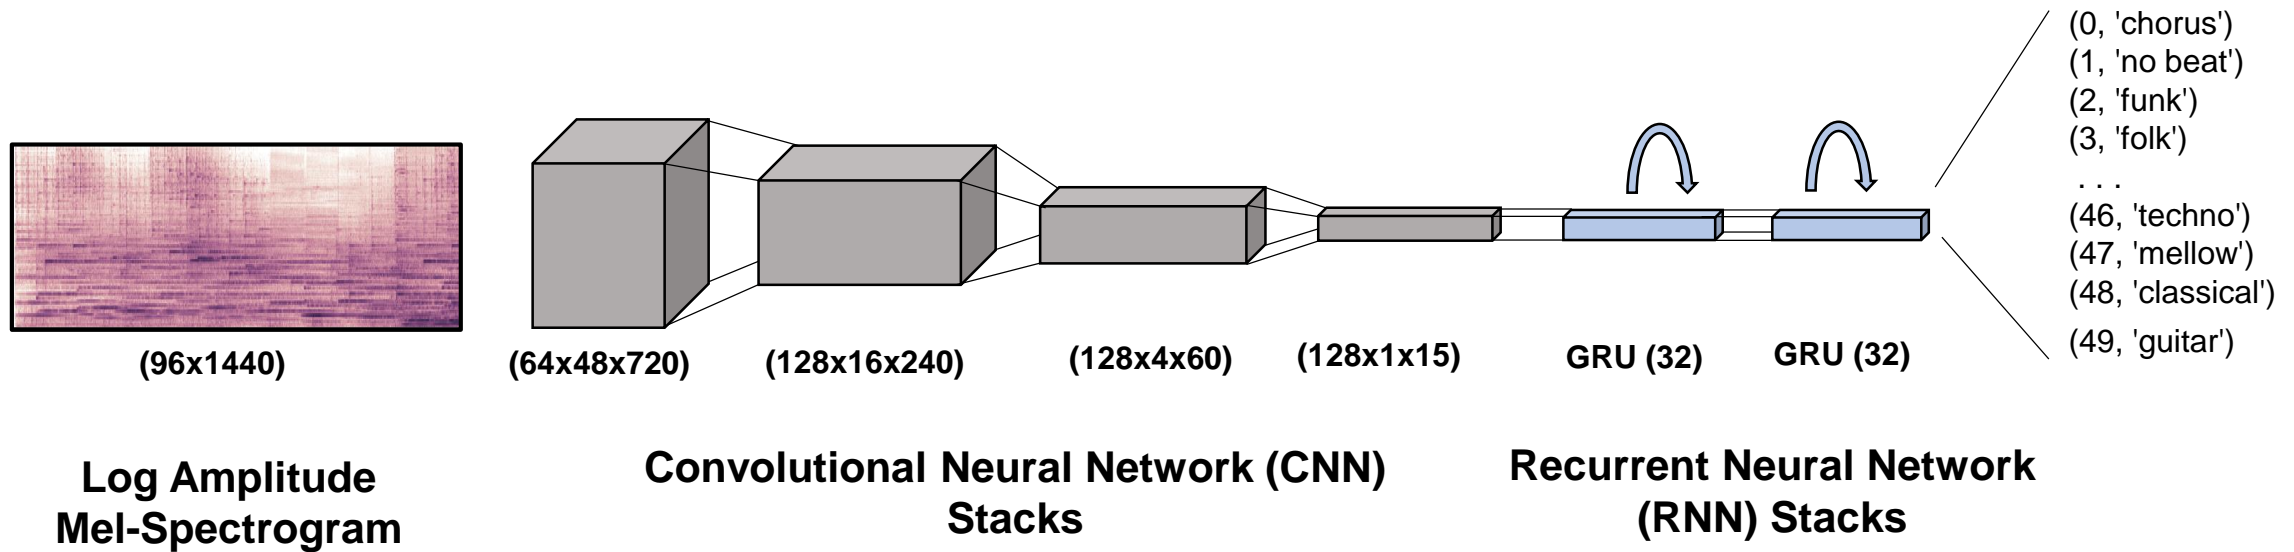 (0, 'chorus')
(1, 'no beat')
(2, 'funk')
(3, 'folk')
. . .
(46, 'techno')
(47, 'mellow')
(48, 'classical')
(49, 'guitar')
(96x1440)
(64x48x720)
(128x16x240)
(128x4x60)
(128x1x15)
GRU (32)
GRU (32)
Log Amplitude
Mel-Spectrogram
Convolutional Neural Network (CNN)
Stacks
Recurrent Neural Network
(RNN) Stacks